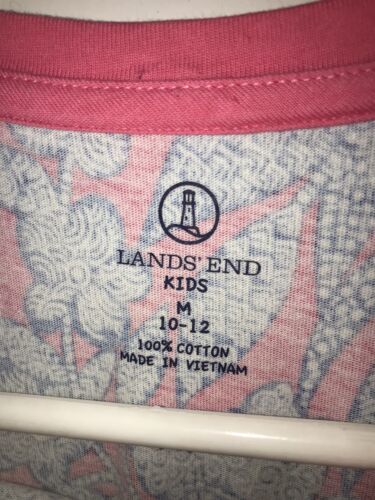 LANDS' END
KIDS
M
10-12
100% COTTON
MADE IN VIETNAM